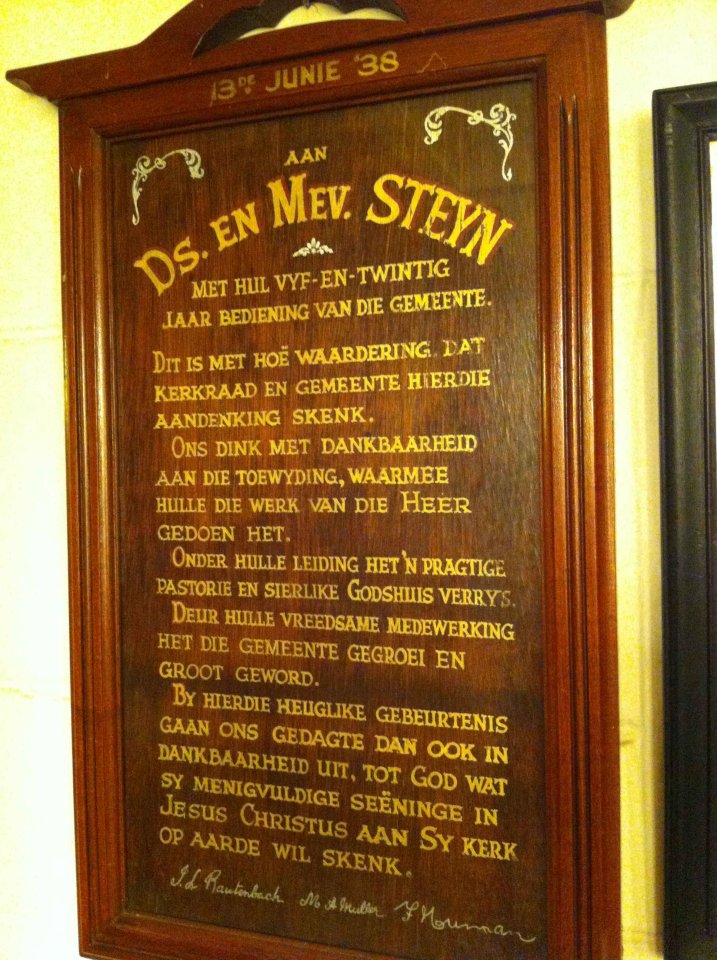 13DE JUNIE '38
AAN
DS. EN MEV. STEYN
MET HUL VYF-EN-TWINTIG
JAAR BEDIENING VAN DIE GEMEENTE.
DIT IS MET HOË WAARDERING DAT
KERKRAAD EN GEMEENTE HIERDIE
AANDENKING SKENK.
ONS DINK MET DANKBAARHEID
AAN DIE TOEWYDING, WAARMEE
HULLE DIE WERK VAN DIE HEER
GEDOEN HET.
ONDER HULLE LEIDING HET 'N PRAGTIGE
PASTORIE EN SIERLIKE GODSHUIS VERRYS.
DEUR HULLE VREEDSAME MEDEWERKING
HET DIE GEMEENTE GEGROEI EN
GROOT GEWORD.
BY HIERDIE HEUGLIKE GEBEURTENIS
GAAN ONS GEDAGTE DAN OOK IN
DANKBAARHEID UIT, TOT GOD WAT
SY MENIGVULDIGE SEËNINGE IN
JESUS CHRISTUS AAN SY KERK
OP AARDE WIL SKENK.
J. L Rautenbach M A Muller